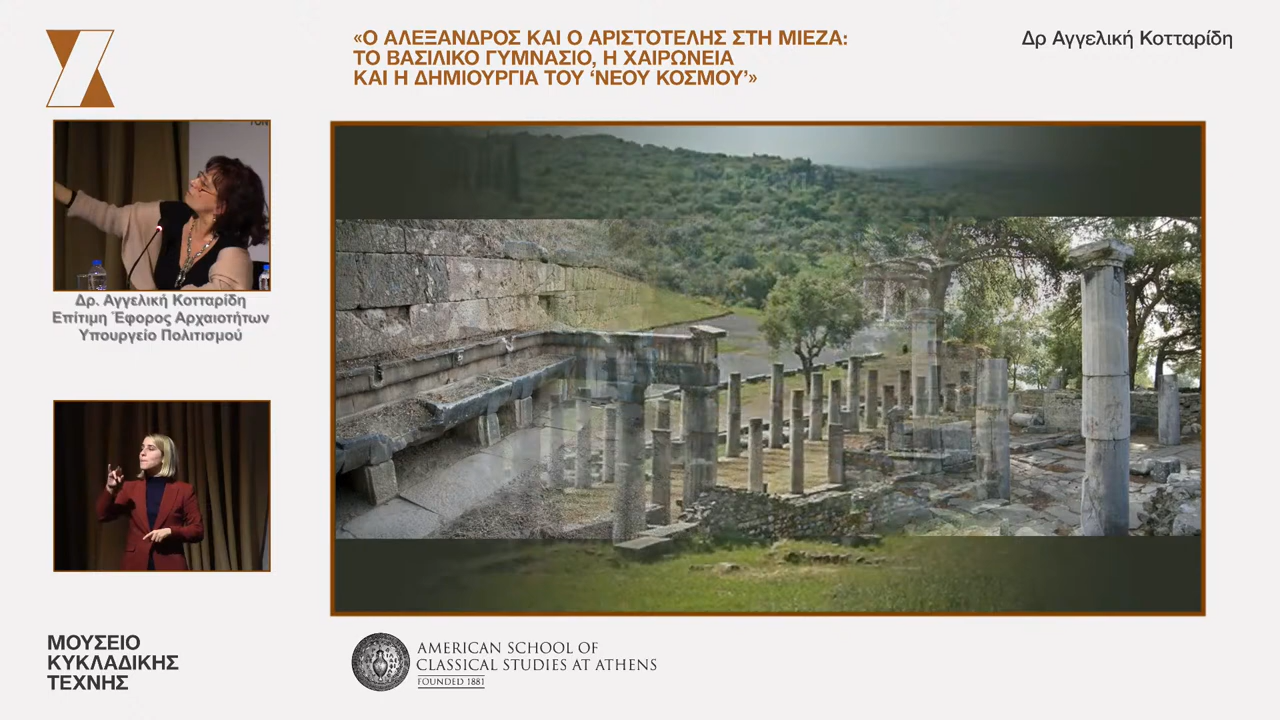 «Ο ΑΛΕΞΑΝΔΡΟΣ ΚΑΙ Ο ΑΡΙΣΤΟΤΕΛΗΣ ΣΤΗ ΜΙΕΖΑ:
ΤΟ ΒΑΣΙΛΙΚΟ ΓΥΜΝΑΣΙΟ, Η ΧΑΙΡΩΝΕΙΑ
ΚΑΙ Η ΔΗΜΙΟΥΡΓΙΑ ΤΟΥ ‘ΝΕΟΥ ΚΟΣΜΟΥ’»
Δρ Αγγελική Κοτταρίδη
Δρ. Αγγελική Κοτταρίδη
Επίτιμη Έφορος Αρχαιοτήτων
Υπουργείο Πολιτισμού
ΜΟΥΣΕΙΟ
ΚΥΚΛΑΔΙΚΗΣ
ΤΕΧΝΗΣ
AMERICAN SCHOOL OF
CLASSICAL STUDIES AT ATHENS
FOUNDED 1881